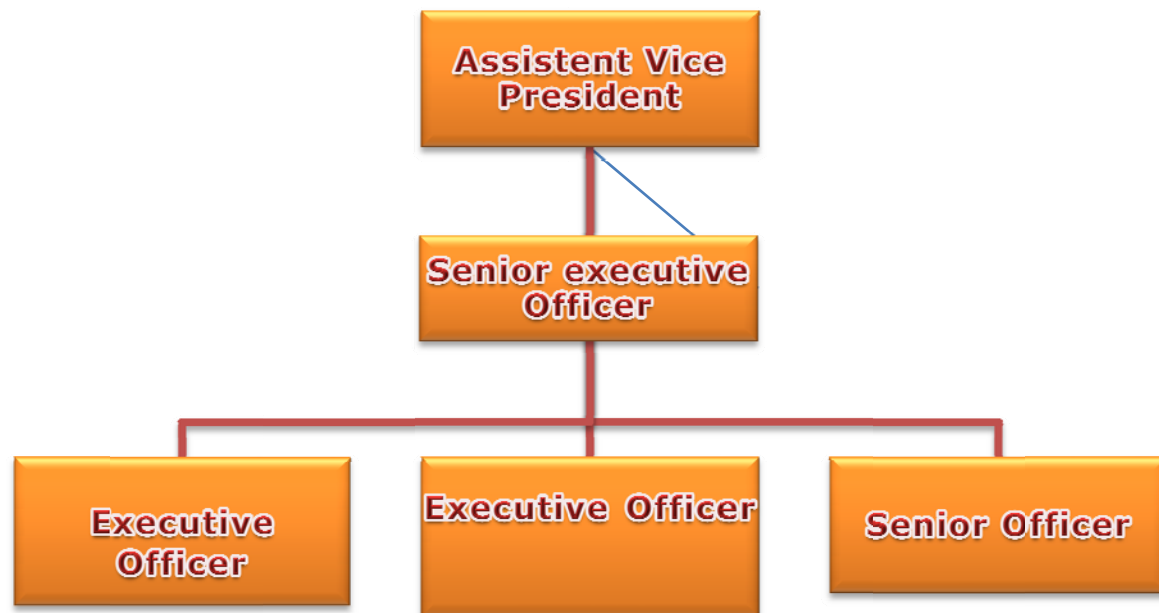 Assistent Vice
President
Senior executive
Officer
Executive
Officer
Executive Officer
Senior Officer